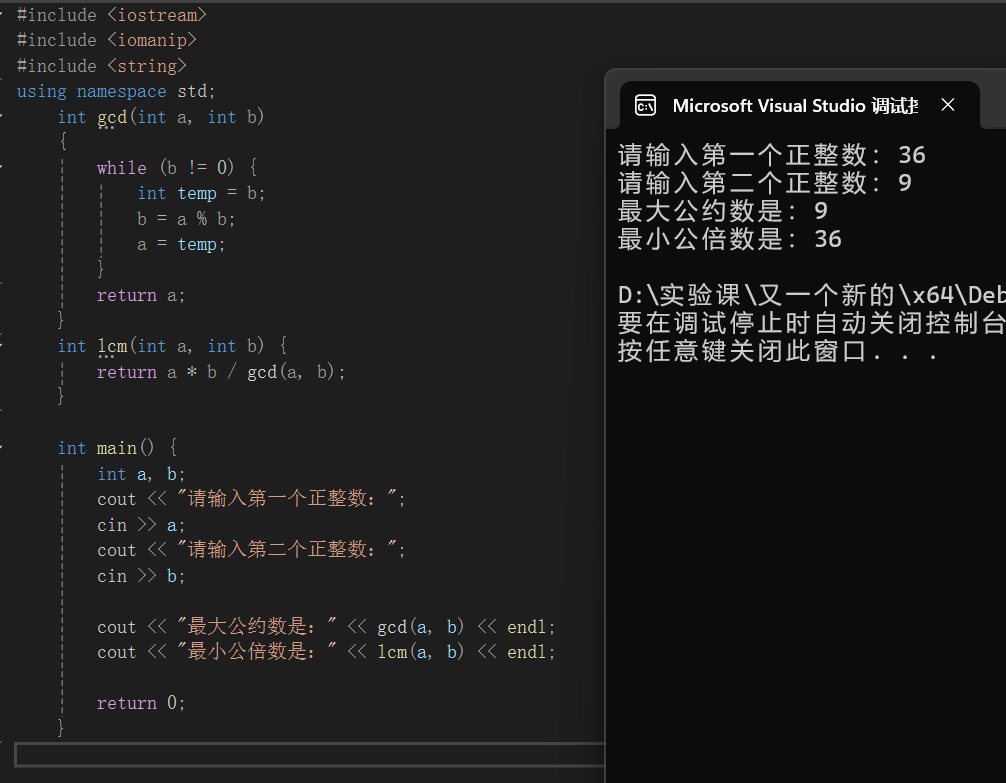 #include <iostream>
#include <iomanip>
#include <string>
using namespace std;
int gcd(int a, int b)
{
while (b != 0) {
int temp = b;
b = a % b;
a = temp;
}
return a;
}
int lcm(int a, int b) {
return a * b / gcd(a, b);
}
int main() {
int a, b;
cout << "请输入第一个正整数：";
cin >> a;
cout << "请输入第二个正整数：";
cin >> b;
cout << "最大公约数是：" << gcd(a, b) << endl;
cout << "最小公倍数是：" << lcm(a, b) << endl;
return 0;
}
Microsoft Visual Studio 调试
请输入第一个正整数：36
请输入第二个正整数：9
最大公约数是：9
最小公倍数是：36
D:\实验课\又一个新的\x64\Deb
要在调试停止时自动关闭控制台
按任意键关闭此窗口. . .